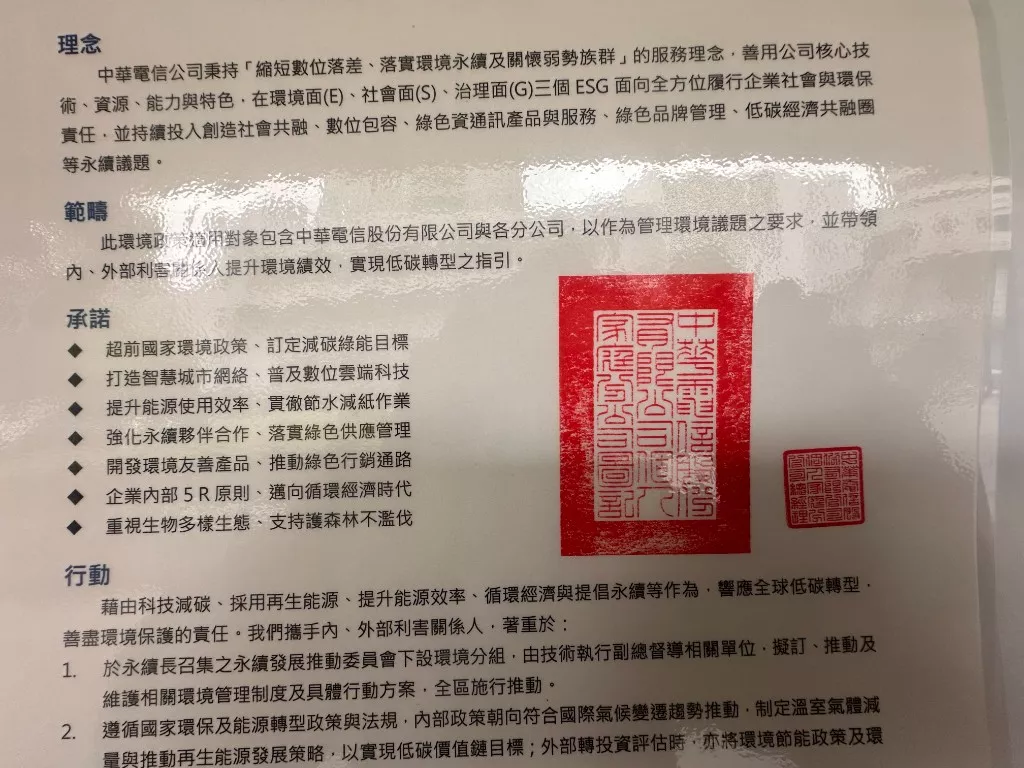 理念
中華電信公司秉持「縮短數位落差、落實環境永續及關懷弱勢族群」的服務理念，善用公司核心技
術、資源、能力與特色，在環境面(E)、社會面(S)、治理面(G)三個 ESG 面向全方位履行企業社會與環保
責任，並持續投入創造社會共融、數位包容、綠色資通訊產品與服務、綠色品牌管理、低碳經濟共融圈
等永續議題。
範疇
此環境政策適用對象包含中華電信股份有限公司與各分公司，以作為管理環境議題之要求，並帶領
內、外部利害關係人提升環境績效，實現低碳轉型之指引。
承諾
◆ 超前國家環境政策、訂定減碳綠能目標
◆ 打造智慧城市網絡、普及數位雲端科技
◆ 提升能源使用效率、貫徹節水減紙作業
◆ 強化永續夥伴合作、落實綠色供應管理
◆ 開發環境友善產品、推動綠色行銷通路
◆ 企業內部 5 R 原則、邁向循環經濟時代
◆ 重視生物多樣生態、支持護森林不濫伐
行動
藉由科技減碳、採用再生能源、提升能源效率、循環經濟與提倡永續等作為，響應全球低碳轉型，
善盡環境保護的責任。我們攜手內、外部利害關係人，著重於：
1. 於永續長召集之永續發展推動委員會下設環境分組，由技術執行副總督導相關單位，擬訂、推動及
維護相關環境管理制度及具體行動方案，全區施行推動。
2. 遵循國家環保及能源轉型政策與法規，內部政策朝向符合國際氣候變遷趨勢推動，制定溫室氣體減
量與推動再生能源發展策略，以實現低碳價值鏈目標；外部轉投資評估時，亦將環境節能政策及環